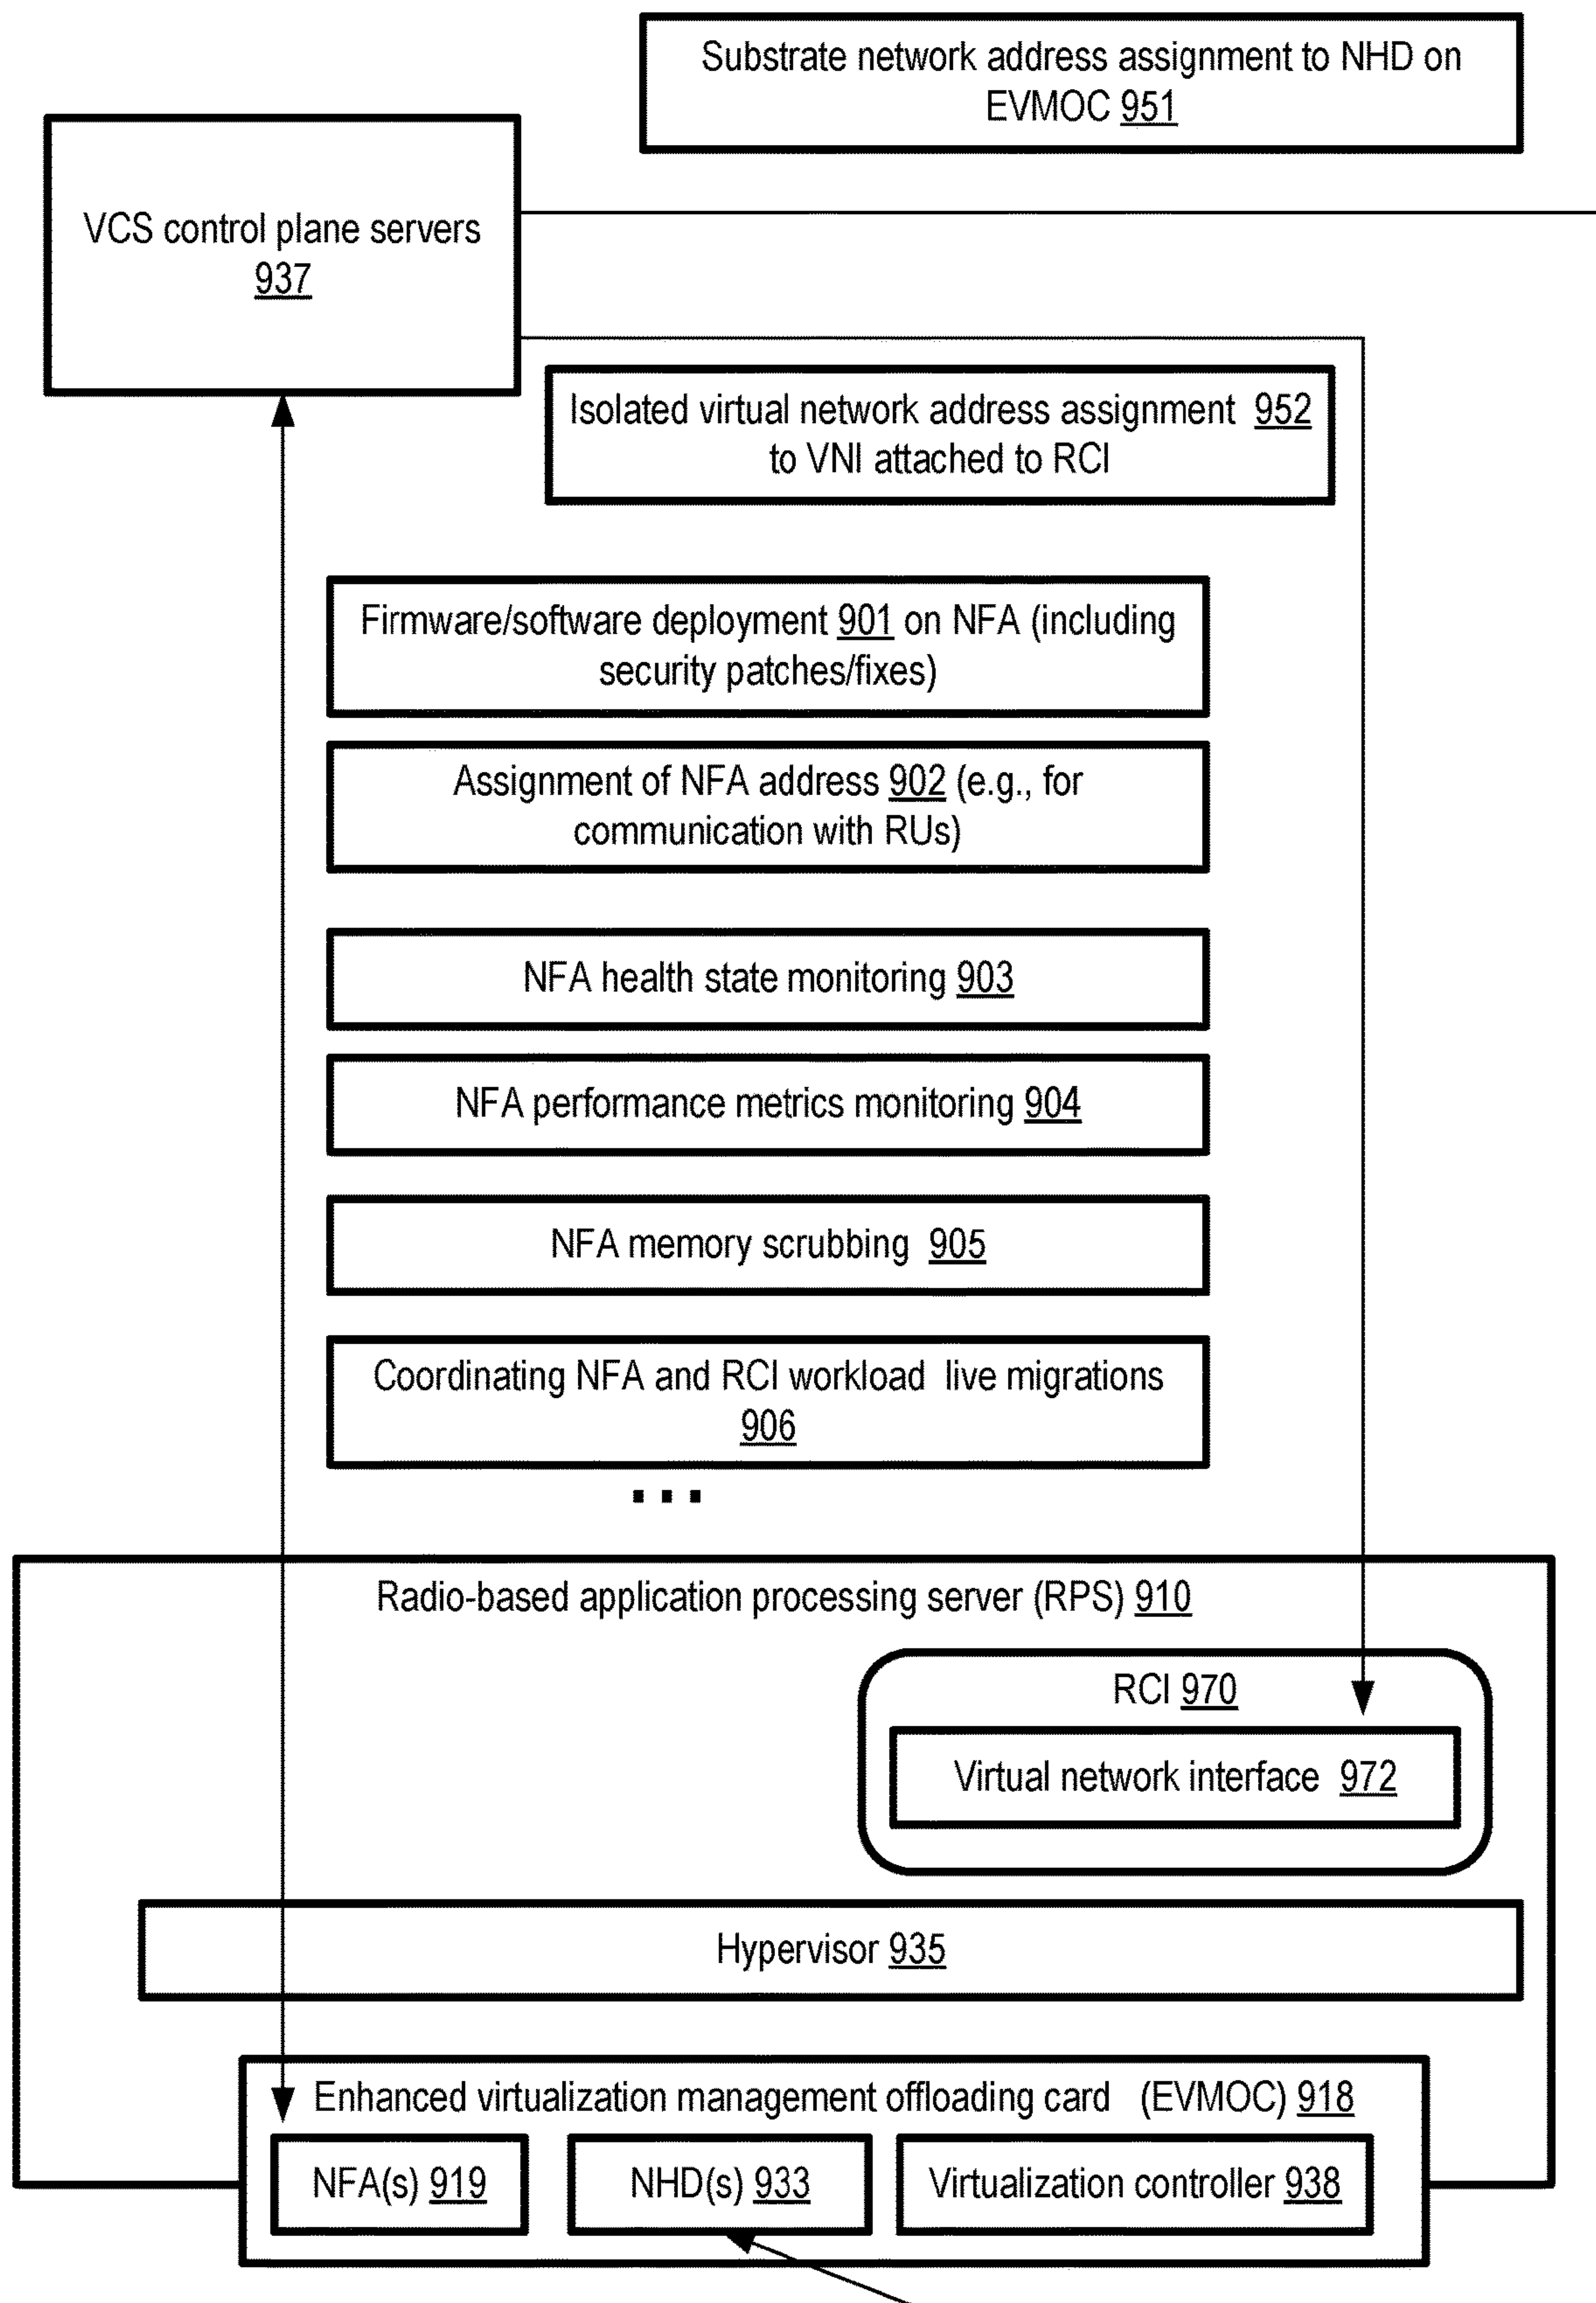 Substrate network address assignment to NHD on
EVMOC 951
VCS control plane servers
937
Isolated virtual network address assignment 952
to VNI attached to RCI
Firmware/software deployment 901 on NFA (including
security patches/fixes)
Assignment of NFA address 902 (e.g., for
communication with RUs)
NFA health state monitoring 903
NFA performance metrics monitoring 904
NFA memory scrubbing 905
Coordinating NFA and RCI workload live migrations
906
...
Radio-based application processing server (RPS) 910
RCI 970
Virtual network interface 972
Hypervisor 935
Enhanced virtualization management offloading card (EVMOC) 918
NFA(s) 919
NHD(s) 933
Virtualization controller 938